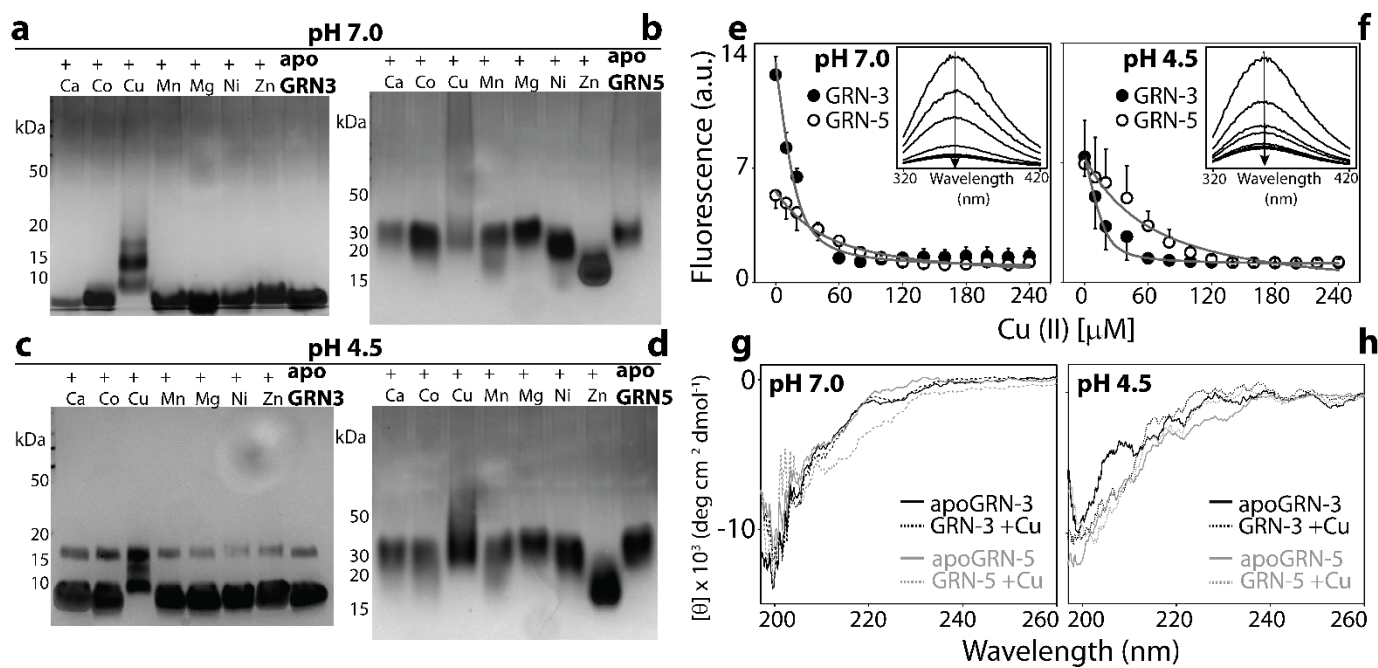 a
pH 7.0
b
+ + + + + + + apo
Ca Co Cu Mn Mg Ni Zn GRN3
kDa
50
20
15
10
+ + + + + + + apo
Ca Co Cu Mn Mg Ni Zn GRN5
kDa
50
30
20
15
c
pH 4.5
d
+ + + + + + + apo
Ca Co Cu Mn Mg Ni Zn GRN3
kDa
50
20
15
10
+ + + + + + + apo
Ca Co Cu Mn Mg Ni Zn GRN5
kDa
50
30
20
15
e
f
Fluorescence (a.u.)
14
7
0
pH 7.0
GRN-3
GRN-5
320 Wavelength 420
(nm)
0 60 120 180 240
pH 4.5
GRN-3
GRN-5
320 Wavelength 420
(nm)
0 60 120 180 240
Cu (II) [μM]
g
h
[θ] x 10³ (deg cm² dmol⁻¹)
0
-10
pH 7.0
apoGRN-3
GRN-3 +Cu
apoGRN-5
GRN-5 +Cu
200 220 240 260
pH 4.5
apoGRN-3
GRN-3 +Cu
apoGRN-5
GRN-5 +Cu
200 220 240 260
Wavelength (nm)